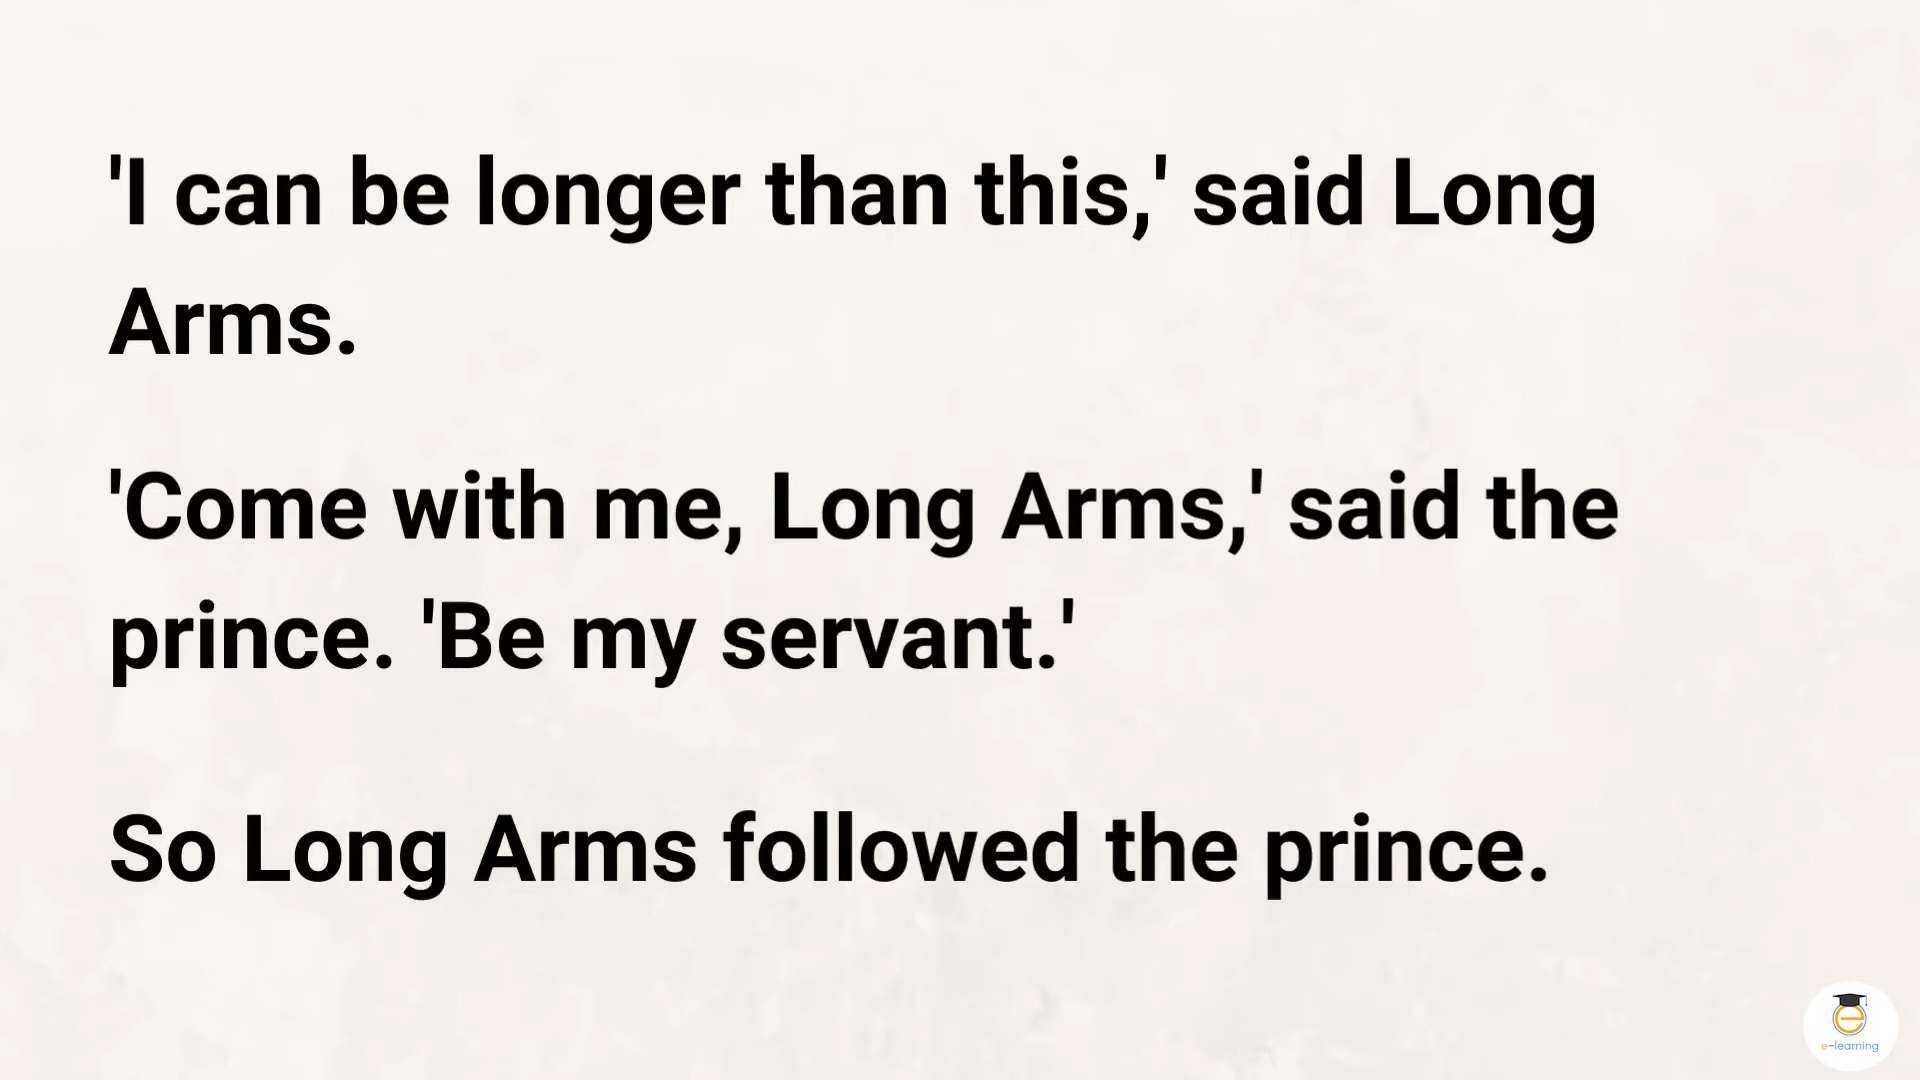 'I can be longer than this,' said Long
Arms.
'Come with me, Long Arms,' said the
prince. 'Be my servant.'
So Long Arms followed the prince.
e-learning